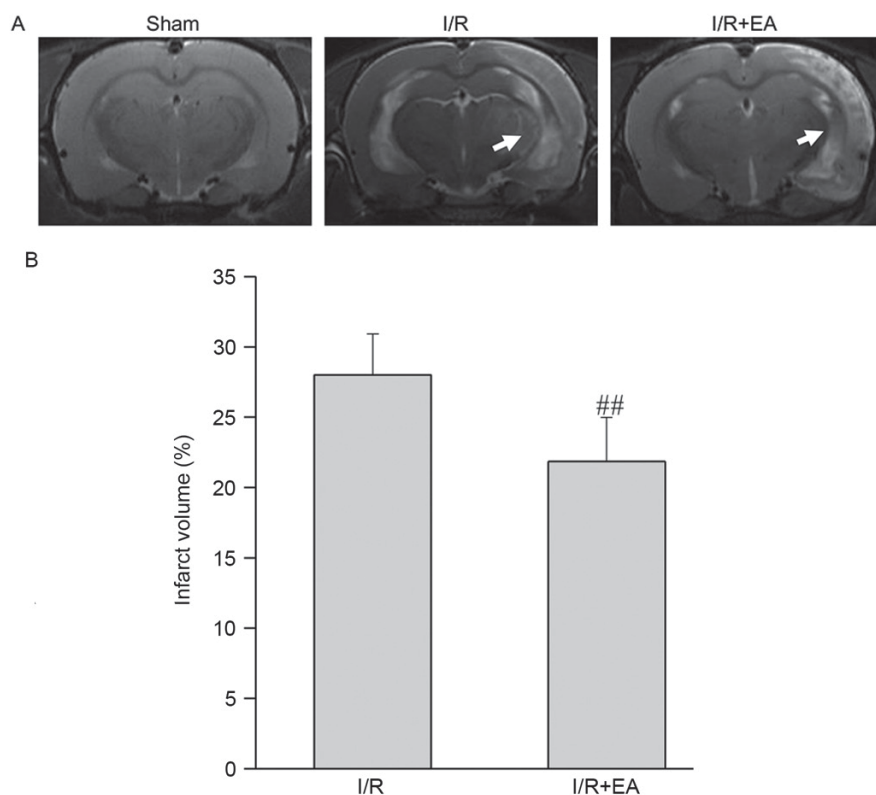 A
Sham
I/R
I/R+EA
B
Infarct volume (%)
35
30
25
20
15
10
5
0
##
I/R
I/R+EA